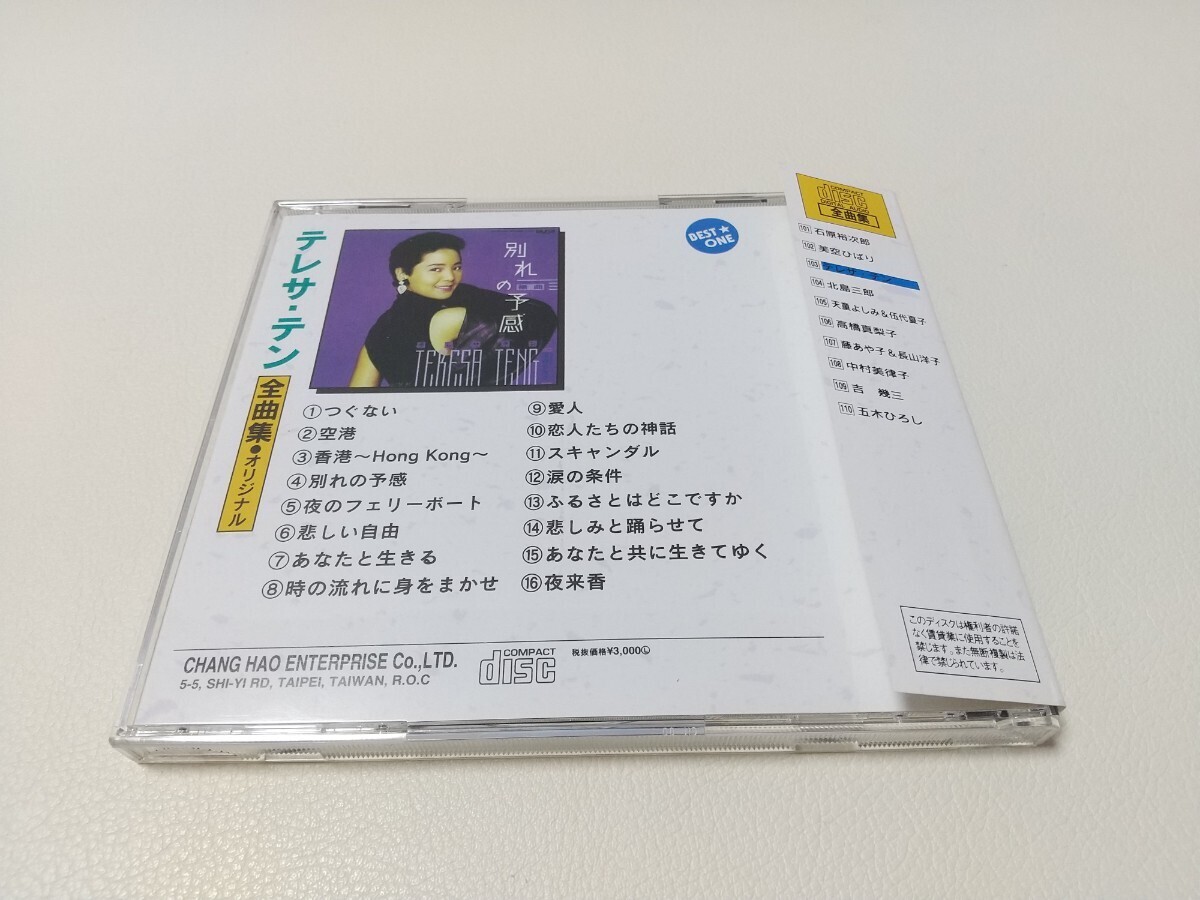 テレサ・テン
全曲集●オリジナル
別れの予感
TERESA TENG
BEST★ONE
①つぐない
②空港
③香港～Hong Kong～
④別れの予感
⑤夜のフェリーボート
⑥悲しい自由
⑦あなたと生きる
⑧時の流れに身をまかせ
⑨愛人
⑩恋人たちの神話
⑪スキャンダル
⑫涙の条件
⑬ふるさとはどこですか
⑭悲しみと踊らせて
⑮あなたと共に生きてゆく
⑯夜来香
CHANG HAO ENTERPRISE Co.,LTD.
5-5, SHI-YI RD, TAIPEI, TAIWAN, R.O.C
COMPACT
disc
税抜価格¥3,000Ⓛ
COMPACT
disc
全曲集
101 石原裕次郎
102 美空ひばり
103 テレサ・テン
104 北島三郎
105 天童よしみ&伍代夏子
106 高橋真梨子
107 藤あや子&長山洋子
108 中村美律子
109 吉 幾三
110 五木ひろし
このディスクは権利者の許諾
なく賃貸業に使用することを
禁じます。また無断複製は法
律で禁じられています。